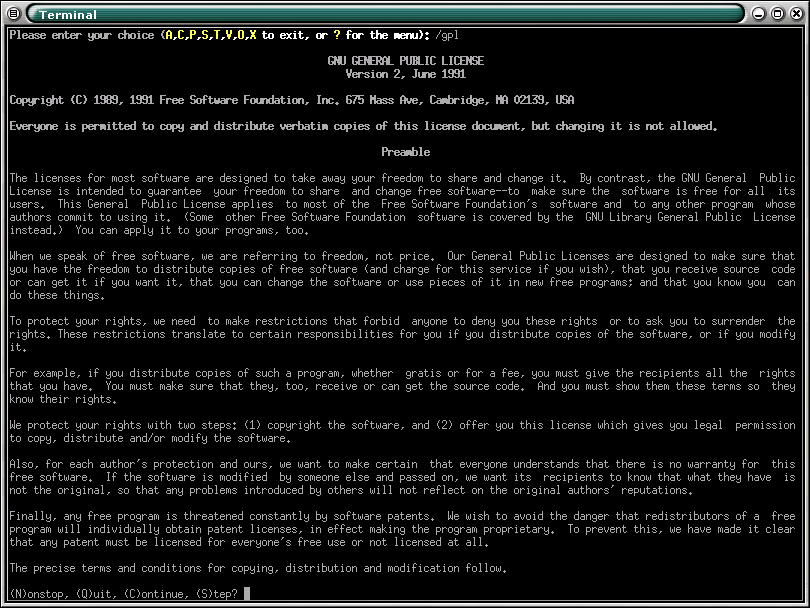 Terminal
Please enter your choice (A,C,P,S,T,V,O,X to exit, or ? for the menu): /gpl
GNU GENERAL PUBLIC LICENSE
Version 2, June 1991
Copyright (C) 1989, 1991 Free Software Foundation, Inc. 675 Mass Ave, Cambridge, MA 02139, USA
Everyone is permitted to copy and distribute verbatim copies of this license document, but changing it is not allowed.
Preamble
The licenses for most software are designed to take away your freedom to share and change it.  By contrast, the GNU General  Public
License is intended to guarantee  your freedom to share  and change free software--to  make sure the  software is free for all  its
users.  This General  Public License applies  to most of the  Free Software Foundation's  software and  to any other program  whose
authors commit to using it.  (Some  other Free Software Foundation  software is covered by the  GNU Library General Public  License
instead.)  You can apply it to your programs, too.
When we speak of free software, we are referring to freedom, not price.  Our General Public Licenses are designed to make sure that
you have the freedom to distribute copies of free software (and charge for this service if you wish), that you receive source  code
or can get it if you want it, that you can change the software or use pieces of it in new free programs; and that you know you  can
do these things.
To protect your rights, we need  to make restrictions that forbid  anyone to deny you these rights  or to ask you to surrender  the
rights. These restrictions translate to certain responsibilities for you if you distribute copies of the software, or if you modify
it.
For example, if you distribute copies of such a program, whether  gratis or for a fee, you must give the recipients all the  rights
that you have.  You must make sure that they, too, receive or can get the source code.  And you must show them these terms so  they
know their rights.
We protect your rights with two steps: (1) copyright the software, and (2) offer you this license which gives you legal  permission
to copy, distribute and/or modify the software.
Also, for each author's protection and ours, we want to make certain  that everyone understands that there is no warranty for  this
free software.  If the software is modified  by someone else and passed on, we want its  recipients to know that what they have  is
not the original, so that any problems introduced by others will not reflect on the original authors' reputations.
Finally, any free program is threatened constantly by software patents.  We wish to avoid the danger that redistributors of a  free
program will individually obtain patent licenses, in effect making the program proprietary.  To prevent this, we have made it clear
that any patent must be licensed for everyone's free use or not licensed at all.
The precise terms and conditions for copying, distribution and modification follow.
(N)onstop, (Q)uit, (C)ontinue, (S)tep?